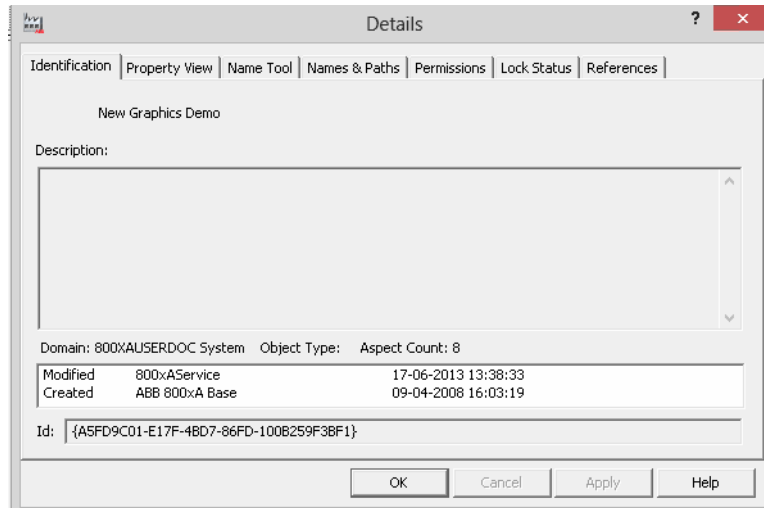 Details
?
×
Identification Property View Name Tool Names & Paths Permissions Lock Status References
New Graphics Demo
Description:
Domain: 800XAUSERDOC System Object Type: Aspect Count: 8
Modified 800xAService 17-06-2013 13:38:33
Created ABB 800xA Base 09-04-2008 16:03:19
Id: {A5FD9C01-E17F-4BD7-86FD-100B259F3BF1}
OK Cancel Apply Help